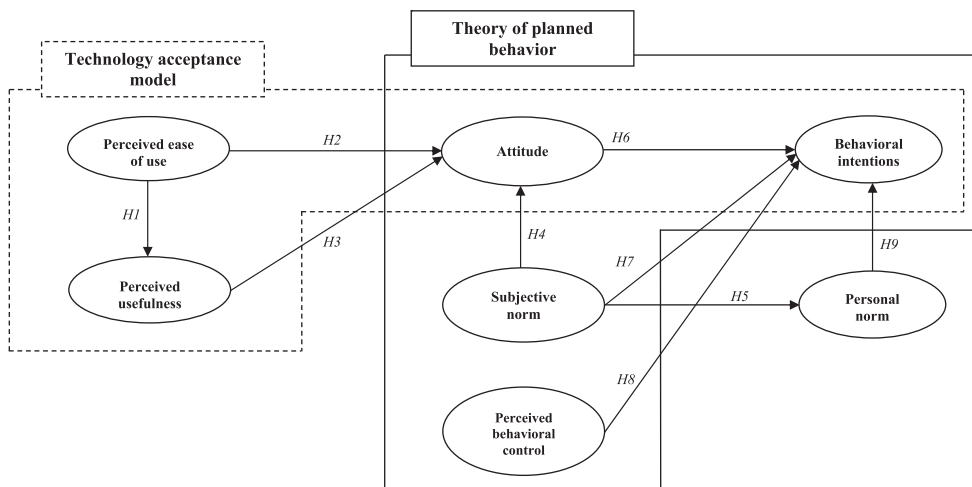 Theory of planned
behavior
Technology acceptance
model
Perceived ease
of use
H2
Attitude
H6
Behavioral
intentions
H1
H3
H4
H7
H9
Perceived
usefulness
Subjective
norm
H5
Personal
norm
H8
Perceived
behavioral
control